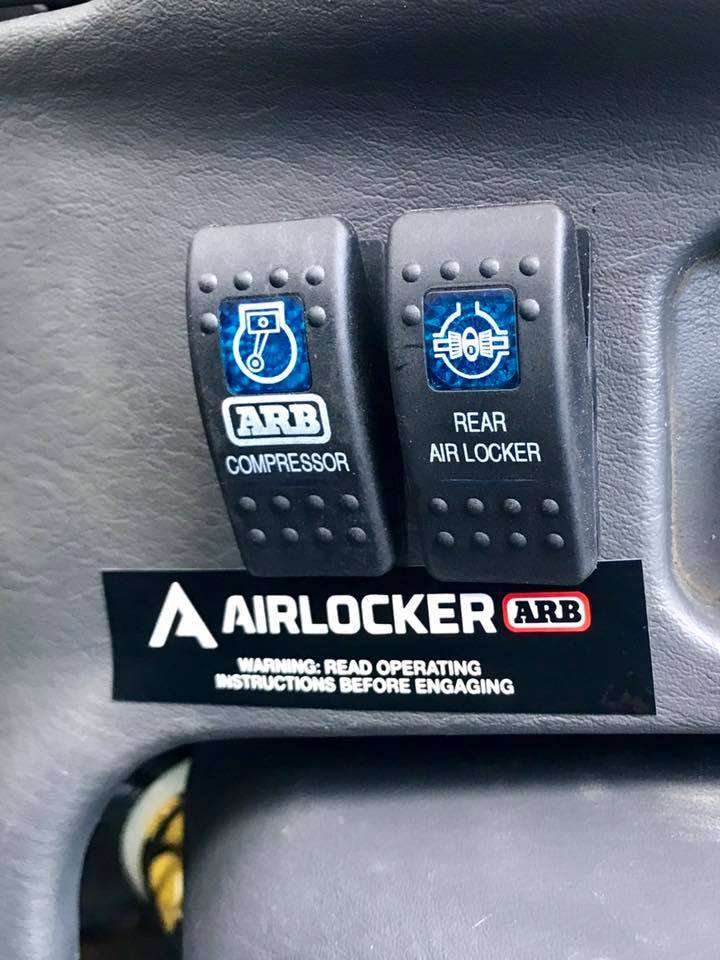 ARB
COMPRESSOR
REAR
AIR LOCKER
AIRLOCKER ARB
WARNING: READ OPERATING
INSTRUCTIONS BEFORE ENGAGING